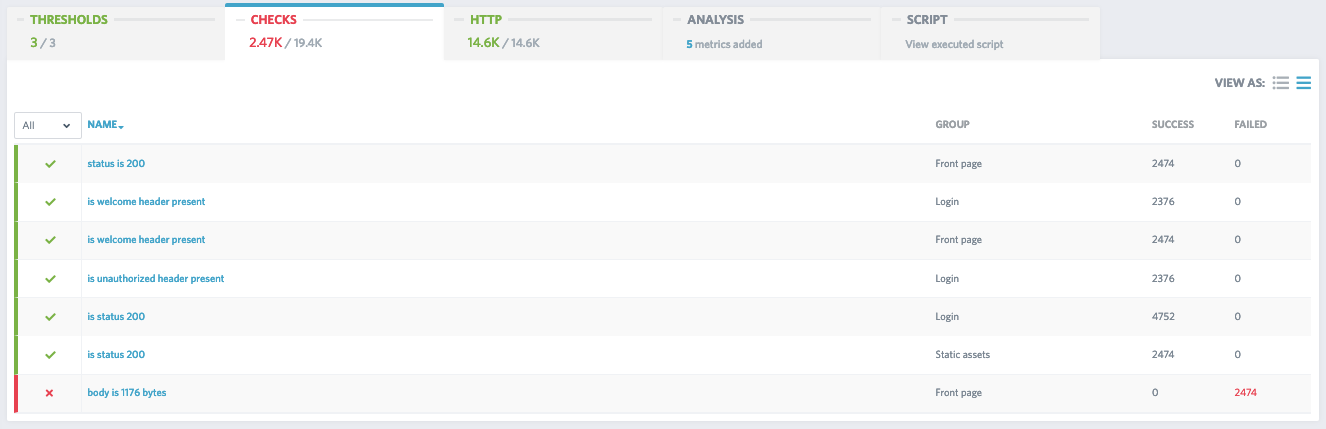 THRESHOLDS CHECKS HTTP ANALYSIS SCRIPT
3 / 3 2.47K / 19.4K 14.6K / 14.6K 5 metrics added View executed script
VIEW AS:
All NAME GROUP SUCCESS FAILED
status is 200 Front page 2474 0
is welcome header present Login 2376 0
is welcome header present Front page 2474 0
is unauthorized header present Login 2376 0
is status 200 Login 4752 0
is status 200 Static assets 2474 0
body is 1176 bytes Front page 0 2474